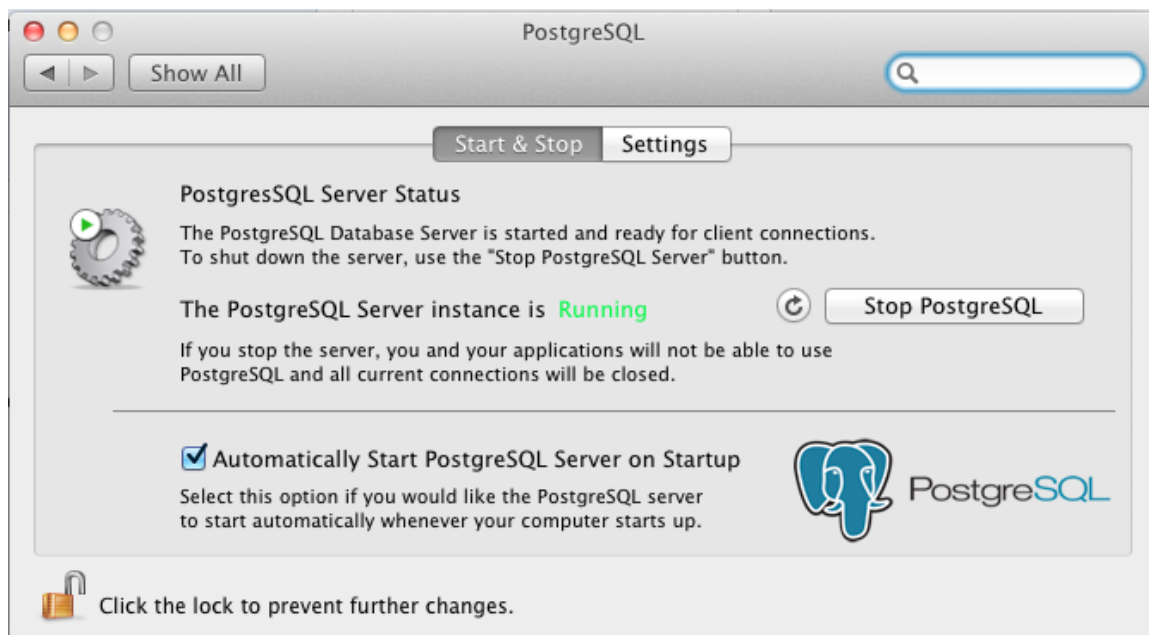 PostgreSQL
Show All
Start & Stop Settings
PostgresSQL Server Status
The PostgreSQL Database Server is started and ready for client connections.
To shut down the server, use the "Stop PostgreSQL Server" button.
The PostgreSQL Server instance is Running Stop PostgreSQL
If you stop the server, you and your applications will not be able to use
PostgreSQL and all current connections will be closed.
Automatically Start PostgreSQL Server on Startup
Select this option if you would like the PostgreSQL server
to start automatically whenever your computer starts up.
PostgreSQL
Click the lock to prevent further changes.